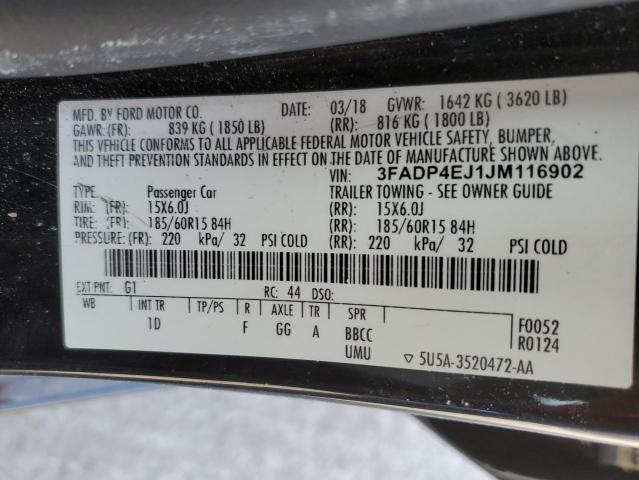 MFD. BY FORD MOTOR CO. DATE: 03/18 GVWR: 1642 KG ( 3620 LB)
GAWR: (FR): 839 KG ( 1850 LB) (RR): 816 KG ( 1800 LB)
THIS VEHICLE CONFORMS TO ALL APPLICABLE FEDERAL MOTOR VEHICLE SAFETY, BUMPER,
AND THEFT PREVENTION STANDARDS IN EFFECT ON THE DATE OF MANUFACTURE SHOWN ABOVE.
VIN: 3FADP4EJ1JM116902
TYPE: Passenger Car TRAILER TOWING - SEE OWNER GUIDE
RIM: (FR): 15X6.0J (RR): 15X6.0J
TIRE: (FR): 185/60R15 84H (RR): 185/60R15 84H
PRESSURE: (FR): 220 kPa/ 32 PSI COLD (RR): 220 kPa/ 32 PSI COLD
EXT PNT: G1 RC: 44 DSO:
WB INT TR TP/PS R AXLE TR SPR
1D F GG A BBCC
UMU
F0052
R0124
▽ 5U5A-3520472-AA